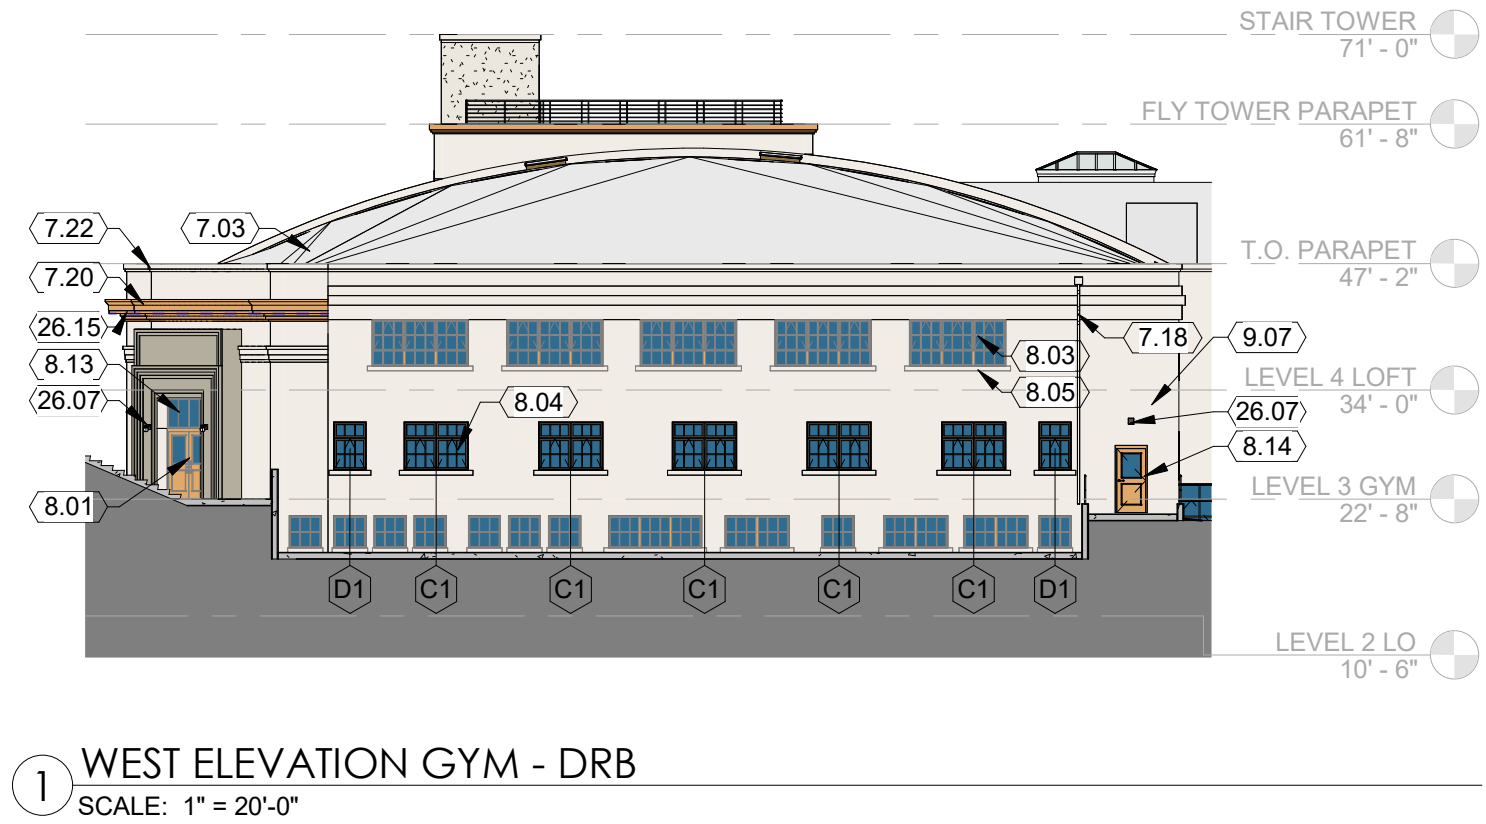 STAIR TOWER
71' - 0"
FLY TOWER PARAPET
61' - 8"
7.22
7.03
T.O. PARAPET
47' - 2"
7.20
26.15
7.18
9.07
8.13
8.03
LEVEL 4 LOFT
34' - 0"
26.07
8.04
8.05
26.07
8.14
8.01
LEVEL 3 GYM
22' - 8"
D1 C1 C1 C1 C1 C1 D1
LEVEL 2 LO
10' - 6"
1
WEST ELEVATION GYM - DRB
SCALE: 1" = 20'-0"